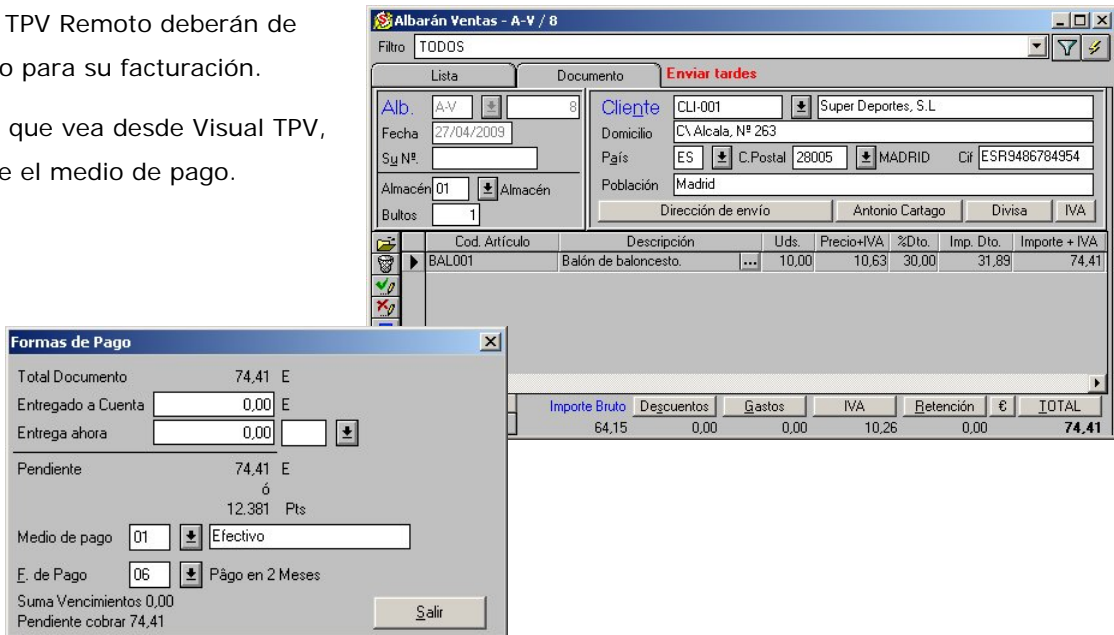 TPV Remoto deberán de
o para su facturación.
que vea desde Visual TPV,
e el medio de pago.
Albarán Ventas - A-V / 8
Filtro TODOS
Lista Documento Enviar tardes
Alb. A-V 8
Fecha 27/04/2009
Su Nº.
Almacén 01 Almacén
Bultos 1
Cliente CLI-001 Super Deportes, S.L
Domicilio C\ Alcala, Nº 263
País ES C.Postal 28005 MADRID Cif ESR9486784954
Población Madrid
Dirección de envío Antonio Cartago Divisa IVA
Cod. Artículo Descripción Uds. Precio+IVA %Dto. Imp. Dto. Importe + IVA
BAL001 Balón de baloncesto. ... 10,00 10,63 30,00 31,89 74,41
Importe Bruto Descuentos Gastos IVA Retención € TOTAL
64,15 0,00 0,00 10,26 0,00 74,41
Formas de Pago
Total Documento 74,41 E
Entregado a Cuenta 0,00 E
Entrega ahora 0,00
Pendiente 74,41 E
ó
12.381 Pts
Medio de pago 01 Efectivo
F. de Pago 06 Pâgo en 2 Meses
Suma Vencimientos 0,00
Pendiente cobrar 74,41
Salir